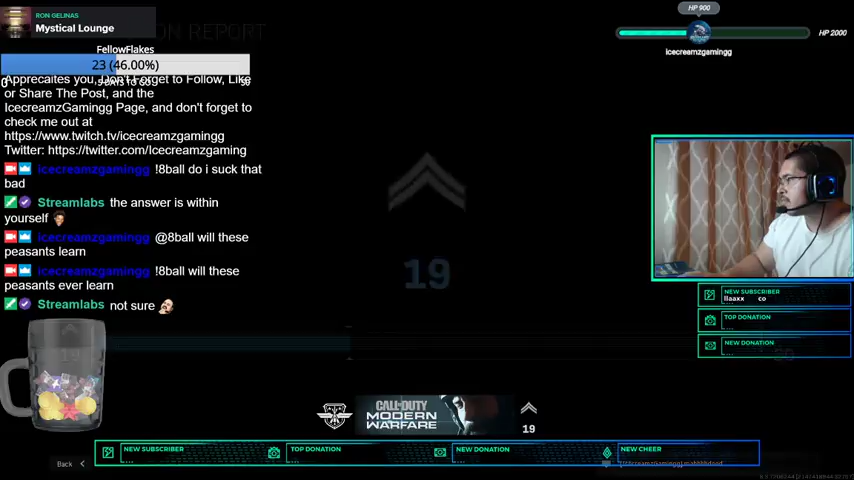 RON GELINAS
Mystical Lounge
ON REPORT
FellowFlakes
23 (46.00%)
Apprecaites you, Don't Forget to Follow, Like
or Share The Post, and the
IcecreamzGamingg Page, and don't forget to
check me out at
https://www.twitch.tv/icecreamzgamingg
Twitter: https://twitter.com/Icecreamzgaming
icecreamzgamingg !8ball do i suck that
bad
Streamlabs the answer is within
yourself
icecreamzgamingg @8ball will these
peasants learn
icecreamzgamingg !8ball will these
peasants ever learn
Streamlabs not sure
HP 900
HP 2000
icecreamzgamingg
19
NEW SUBSCRIBER
llaaxx co
TOP DONATION
....
NEW DONATION
....
CALL OF DUTY
MODERN
WARFARE
19
NEW SUBSCRIBER
....
TOP DONATION
....
NEW DONATION
....
NEW CHEER
Back